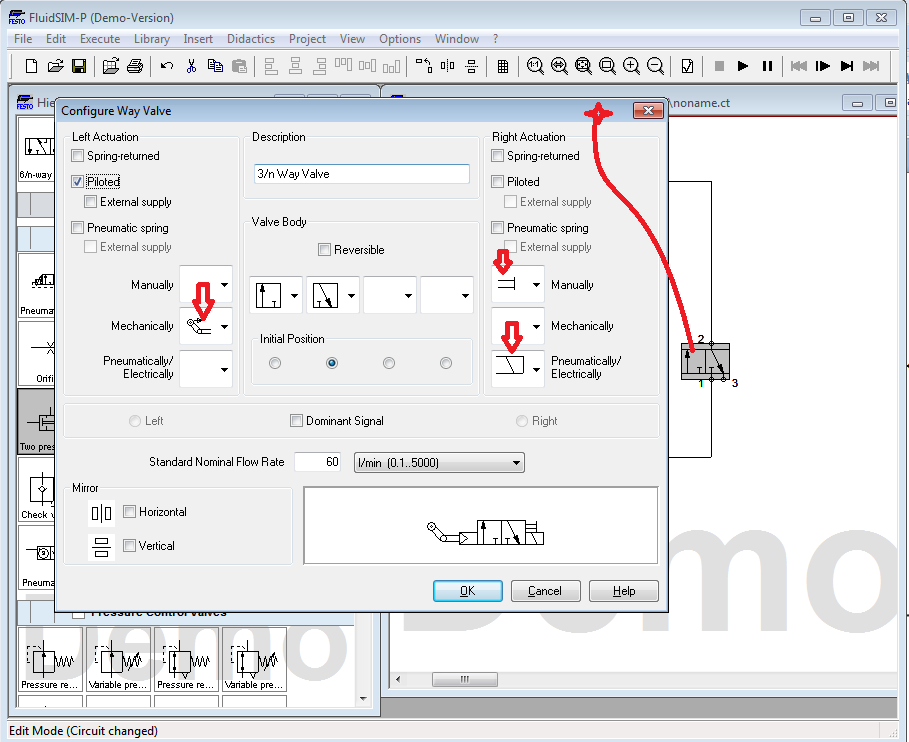 FluidSIM-P (Demo-Version)
File Edit Execute Library Insert Didactics Project View Options Window ?
FESTO Hie
\noname.ct
Configure Way Valve
Left Actuation
Spring-returned
Piloted
External supply
Pneumatic spring
External supply
Manually
Mechanically
Pneumatically/
Electrically
Description
3/n Way Valve
Valve Body
Reversible
Initial Position
Right Actuation
Spring-returned
Piloted
External supply
Pneumatic spring
External supply
Manually
Mechanically
Pneumatically/
Electrically
Left
Dominant Signal
Right
Standard Nominal Flow Rate 60 l/min (0.1..5000)
Mirror
Horizontal
Vertical
OK Cancel Help
6/n-way
Pneuma
Orifi
Two pres
Check v
Pneuma
Pressure Control Valves
Pressure re... Variable pre... Pressure re... Variable pre...
2
1 3
Demo
Demo
Edit Mode (Circuit changed)